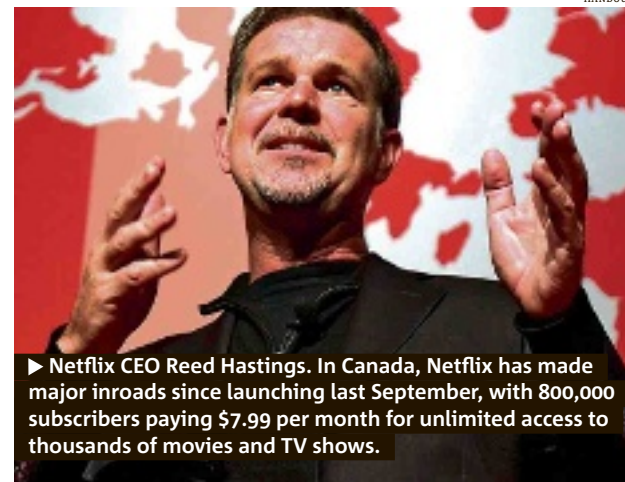 ▶ Netflix CEO Reed Hastings. In Canada, Netflix has made
major inroads since launching last September, with 800,000
subscribers paying $7.99 per month for unlimited access to
thousands of movies and TV shows.